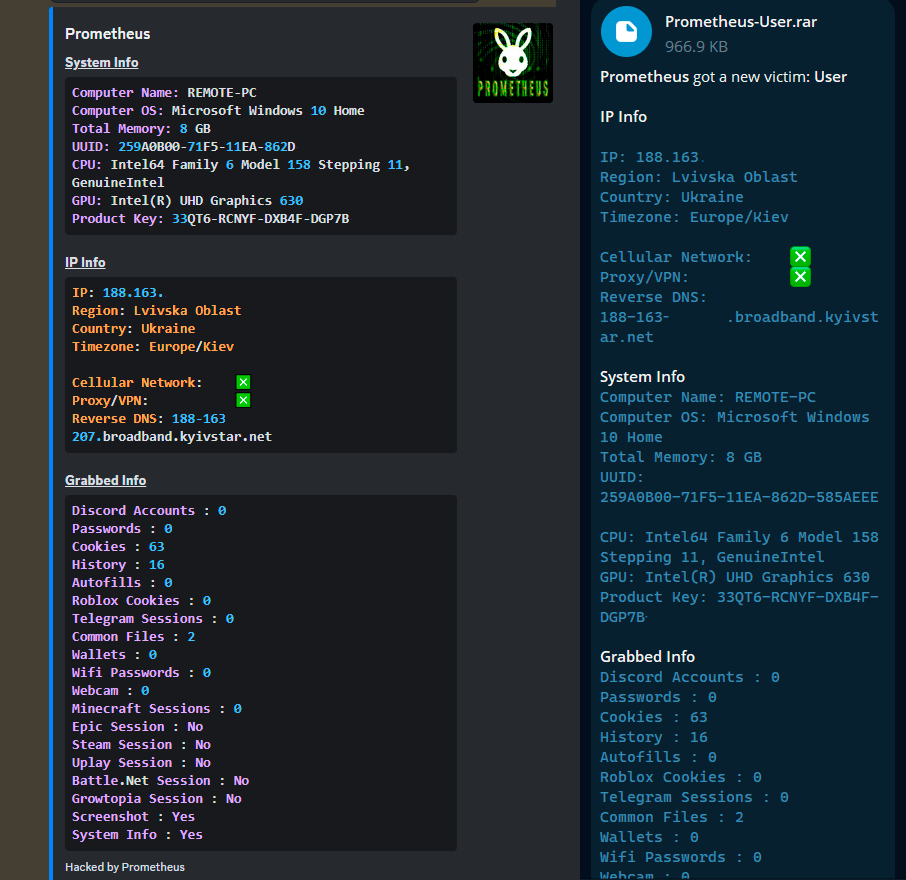 Prometheus
System Info
Computer Name: REMOTE-PC
Computer OS: Microsoft Windows 10 Home
Total Memory: 8 GB
UUID: 259A0B00-71F5-11EA-862D
CPU: Intel64 Family 6 Model 158 Stepping 11,
GenuineIntel
GPU: Intel(R) UHD Graphics 630
Product Key: 33QT6-RCNYF-DXB4F-DGP7B
IP Info
IP: 188.163.
Region: Lvivska Oblast
Country: Ukraine
Timezone: Europe/Kiev
Cellular Network:
Proxy/VPN:
Reverse DNS: 188-163
207.broadband.kyivstar.net
Grabbed Info
Discord Accounts : 0
Passwords : 0
Cookies : 63
History : 16
Autofills : 0
Roblox Cookies : 0
Telegram Sessions : 0
Common Files : 2
Wallets : 0
Wifi Passwords : 0
Webcam : 0
Minecraft Sessions : 0
Epic Session : No
Steam Session : No
Uplay Session : No
Battle.Net Session : No
Growtopia Session : No
Screenshot : Yes
System Info : Yes
Hacked by Prometheus
PROMETHEUS
Prometheus-User.rar
966.9 KB
Prometheus got a new victim: User
IP Info
IP: 188.163.
Region: Lvivska Oblast
Country: Ukraine
Timezone: Europe/Kiev
Cellular Network:
Proxy/VPN:
Reverse DNS:
188-163- .broadband.kyivst
ar.net
System Info
Computer Name: REMOTE-PC
Computer OS: Microsoft Windows
10 Home
Total Memory: 8 GB
UUID:
259A0B00-71F5-11EA-862D-585AEEE
CPU: Intel64 Family 6 Model 158
Stepping 11, GenuineIntel
GPU: Intel(R) UHD Graphics 630
Product Key: 33QT6-RCNYF-DXB4F-
DGP7B
Grabbed Info
Discord Accounts : 0
Passwords : 0
Cookies : 63
History : 16
Autofills : 0
Roblox Cookies : 0
Telegram Sessions : 0
Common Files : 2
Wallets : 0
Wifi Passwords : 0
Webcam : 0